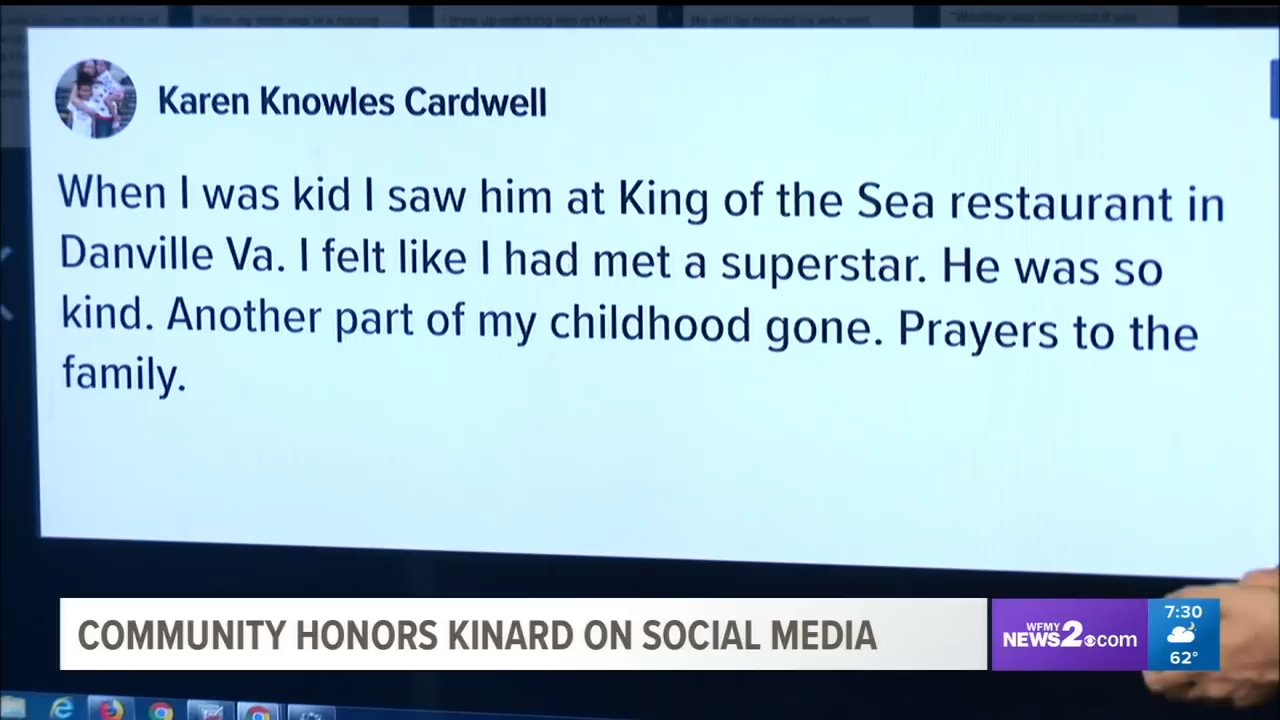 Karen Knowles Cardwell
When I was kid I saw him at King of the Sea restaurant in
Danville Va. I felt like I had met a superstar. He was so
kind. Another part of my childhood gone. Prayers to the
family.
COMMUNITY HONORS KINARD ON SOCIAL MEDIA
WFMY
NEWS2.com
7:30
62°